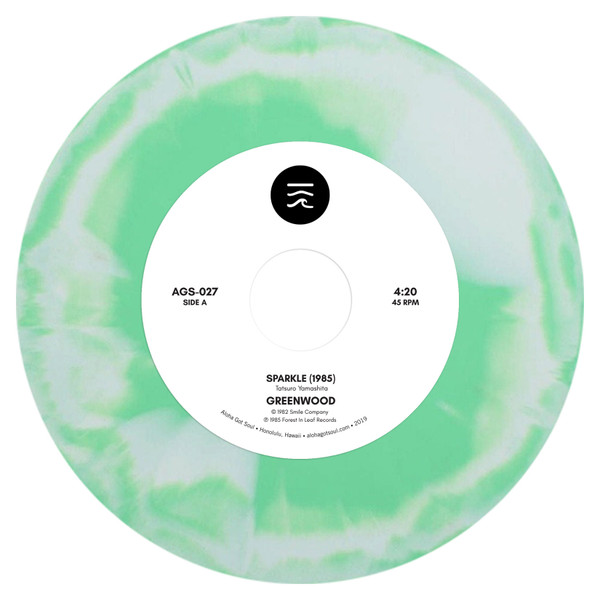 AGS-027
SIDE A
4:20
45 RPM
SPARKLE (1985)
Tatsuro Yamashita
GREENWOOD
© 1982 Smile Company
℗ 1985 Forest In Leaf Records
Aloha Got Soul • Honolulu, Hawaii • alohagotsoul.com • 2019